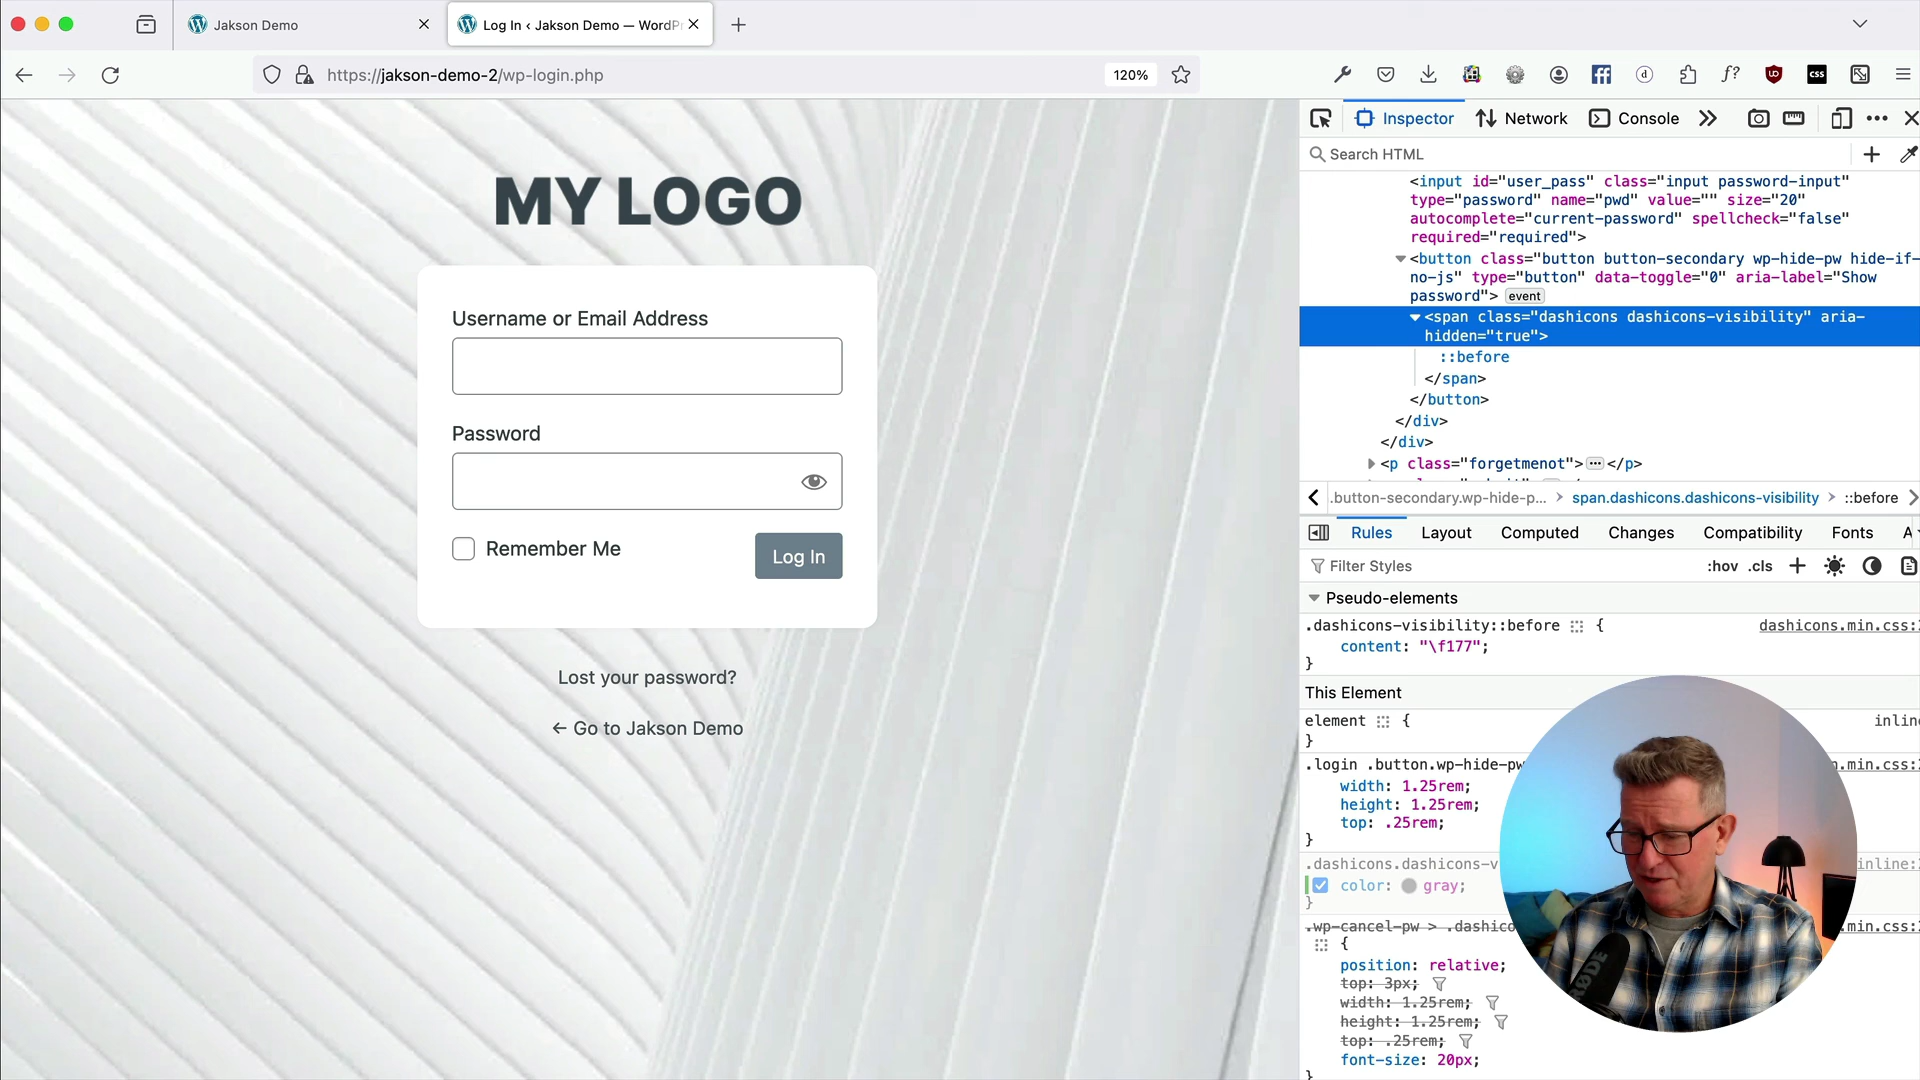 Jakson Demo
Log In ‹ Jakson Demo — WordPr
https://jakson-demo-2/wp-login.php
120%
f?
css
Inspector
Network
Console
Search HTML
<input id="user_pass" class="input password-input"
type="password" name="pwd" value="" size="20"
autocomplete="current-password" spellcheck="false"
required="required">
<button class="button button-secondary wp-hide-pw hide-if-
no-js" type="button" data-toggle="0" aria-label="Show
password"> event
<span class="dashicons dashicons-visibility" aria-
hidden="true">
::before
</span>
</button>
</div>
</div>
<p class="forgetmenot"> ••• </p>
.button-secondary.wp-hide-p... > span.dashicons.dashicons-visibility > ::before
Rules
Layout
Computed
Changes
Compatibility
Fonts
A
Filter Styles
:hov .cls
Pseudo-elements
.dashicons-visibility::before {
dashicons.min.css:
content: "\f177";
}
This Element
element {
inline
}
.login .button.wp-hide-pw
n.min.css:
width: 1.25rem;
height: 1.25rem;
top: .25rem;
}
.dashicons.dashicons-v
inline:
color: gray;
}
.wp-cancel-pw > .dashico
.min.css:
{
position: relative;
top: 3px;
width: 1.25rem;
height: 1.25rem;
top: .25rem;
font-size: 20px;
}
MY LOGO
Username or Email Address
Password
Remember Me
Log In
Lost your password?
← Go to Jakson Demo
RØDE